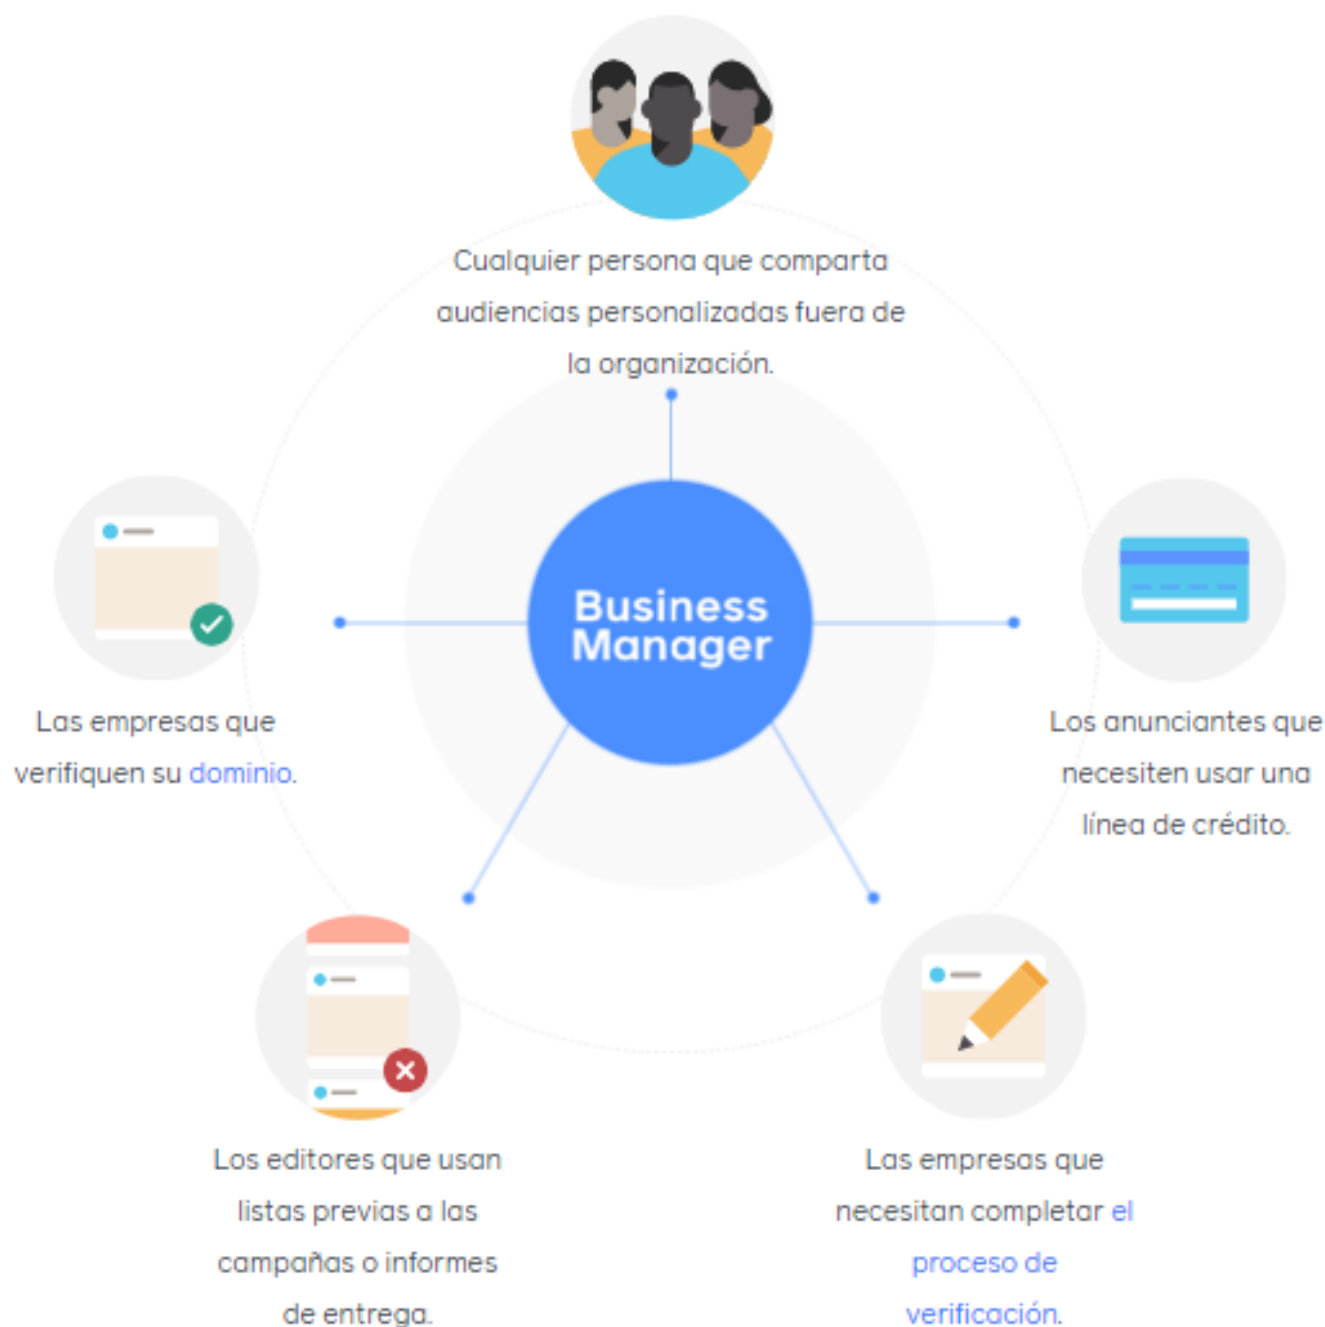 Cualquier persona que comparta
audiencias personalizadas fuera de
la organización.
Business
Manager
Las empresas que
verifiquen su dominio.
Los anunciantes que
necesiten usar una
línea de crédito.
Los editores que usan
listas previas a las
campañas o informes
de entrega.
Las empresas que
necesitan completar el
proceso de
verificación.